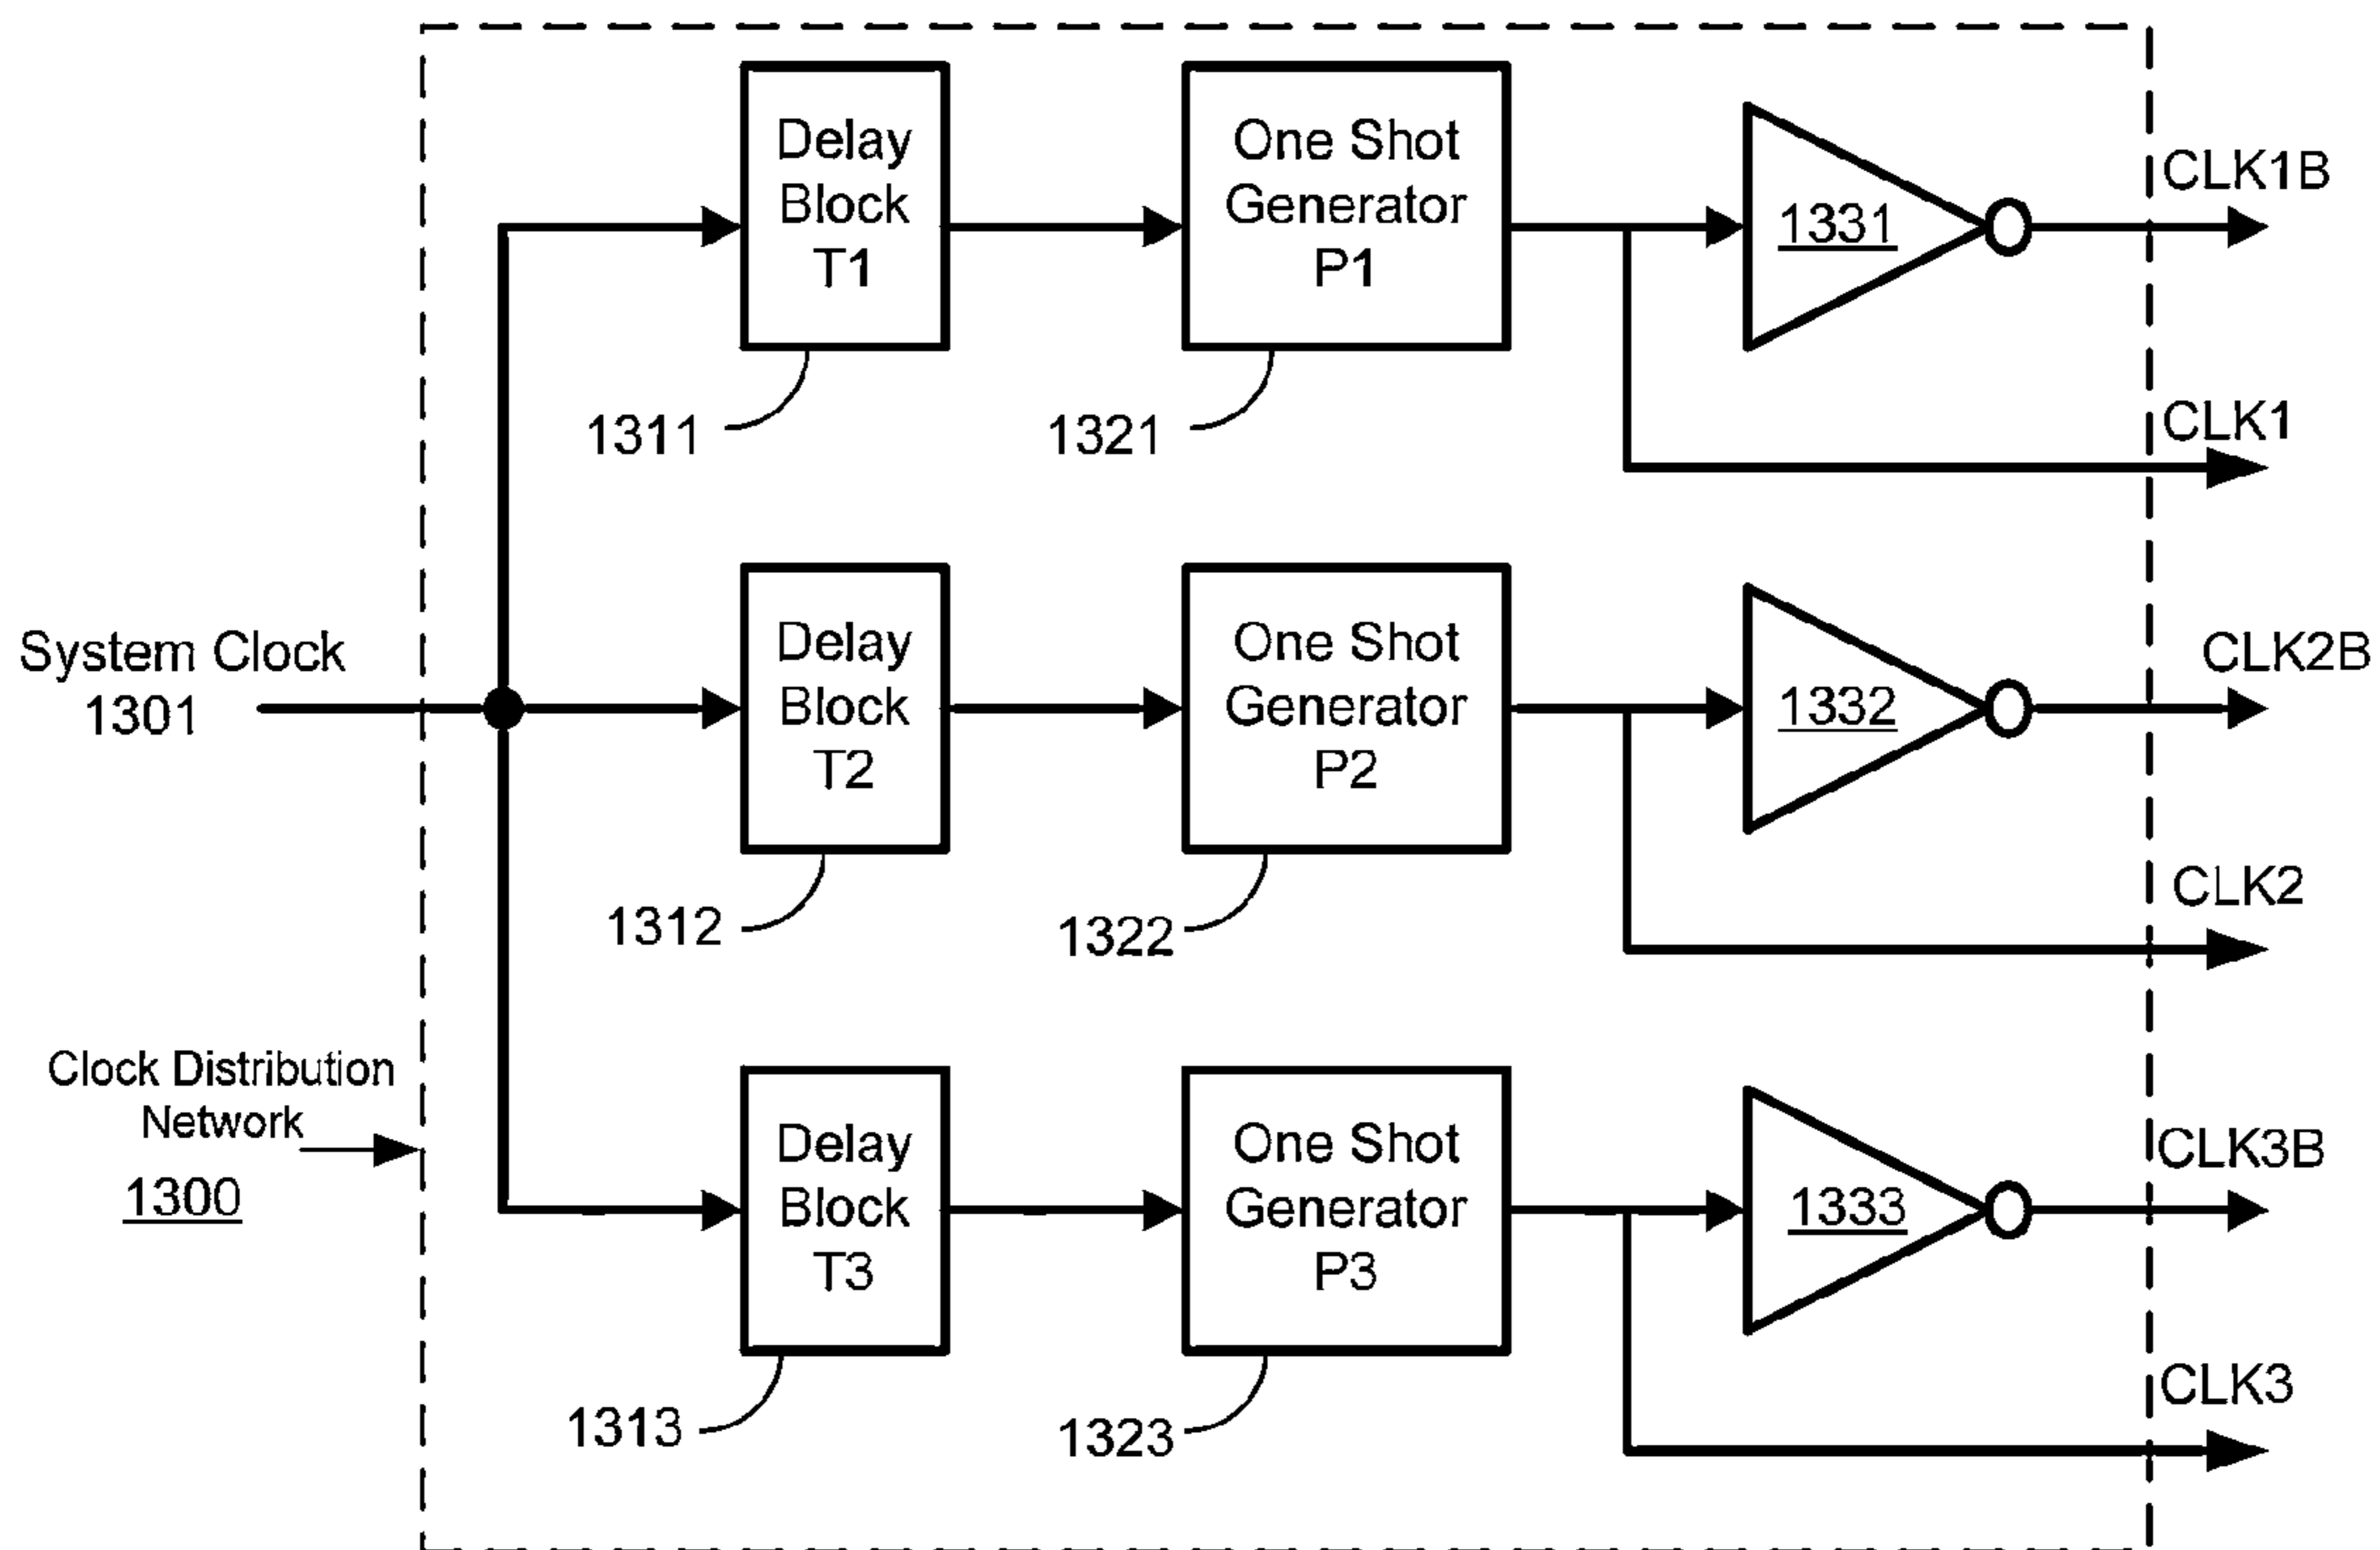 Delay
Block
T1
One Shot
Generator
P1
1331
CLK1B
1311
1321
CLK1
System Clock
1301
Delay
Block
T2
One Shot
Generator
P2
1332
CLK2B
1312
1322
CLK2
Clock Distribution
Network
1300
Delay
Block
T3
One Shot
Generator
P3
1333
CLK3B
1313
1323
CLK3